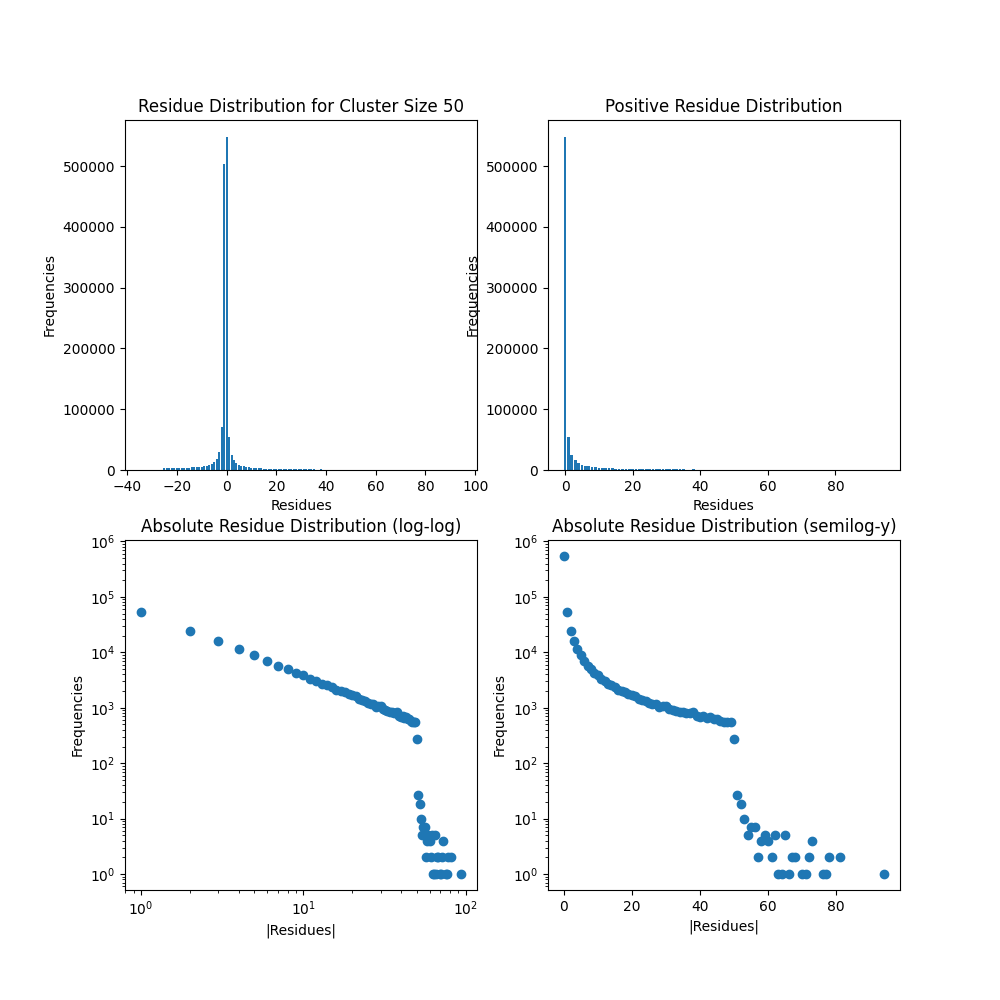 Residue Distribution for Cluster Size 50
Frequencies
500000
400000
300000
200000
100000
0
−40 −20 0 20 40 60 80 100
Residues
Positive Residue Distribution
Frequencies
500000
400000
300000
200000
100000
0
0 20 40 60 80
Residues
Absolute Residue Distribution (log-log)
Frequencies
10⁶
10⁵
10⁴
10³
10²
10¹
10⁰
10⁰ 10¹ 10²
|Residues|
Absolute Residue Distribution (semilog-y)
Frequencies
10⁶
10⁵
10⁴
10³
10²
10¹
10⁰
0 20 40 60 80
|Residues|